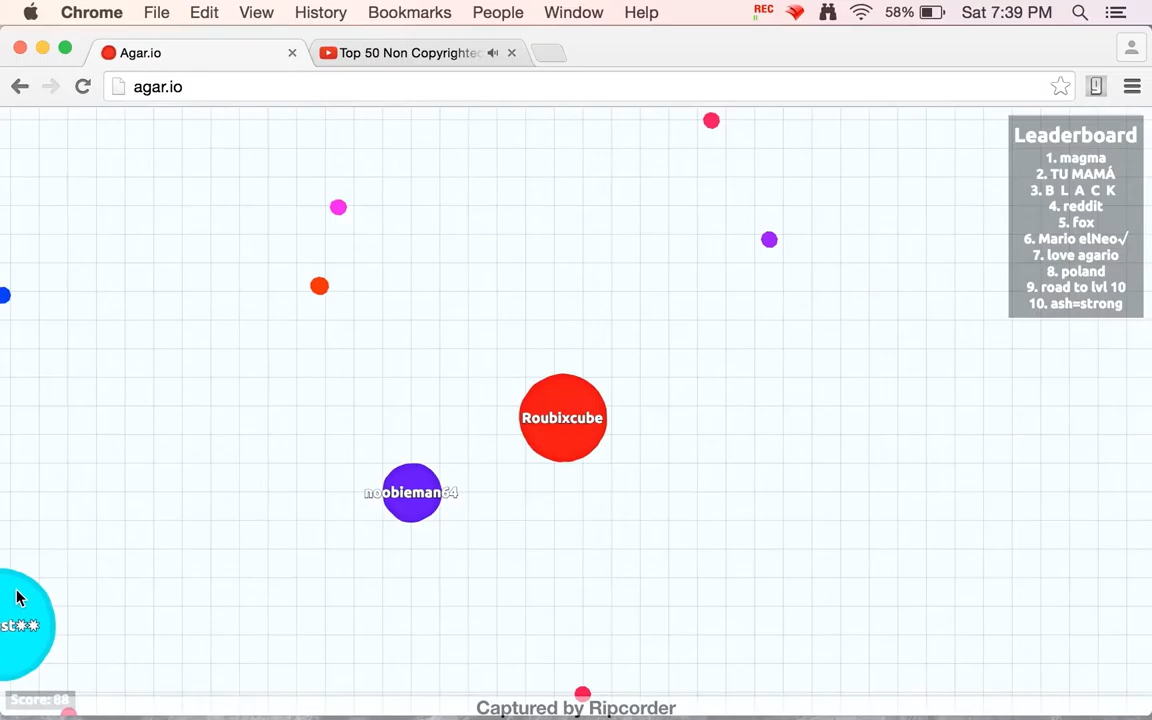 Chrome File Edit View History Bookmarks People Window Help REC 58% Sat 7:39 PM
Agar.io Top 50 Non Copyrighte
agar.io
Leaderboard
1. magma
2. TU MAMÁ
3. B L A C K
4. reddit
5. fox
6. Mario elNeo√
7. love agario
8. poland
9. road to lvl 10
10. ash=strong
Roubixcube
noobieman64
st**
Score: 88
Captured by Ripcorder